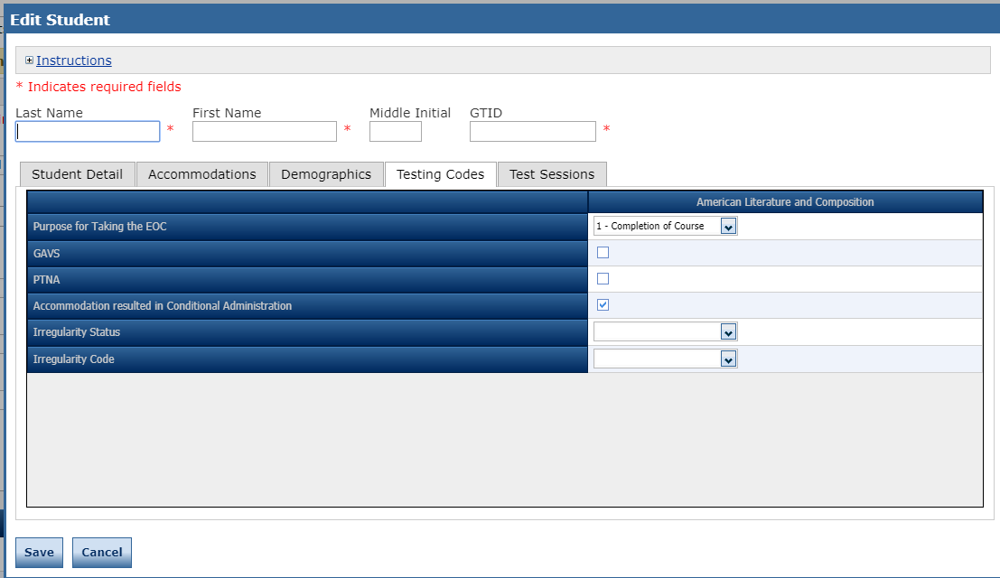 Edit Student
Instructions
* Indicates required fields
Last Name First Name Middle Initial GTID
* * *
Student Detail Accommodations Demographics Testing Codes Test Sessions
American Literature and Composition
Purpose for Taking the EOC 1 - Completion of Course
GAVS
PTNA
Accommodation resulted in Conditional Administration
Irregularity Status
Irregularity Code
Save Cancel